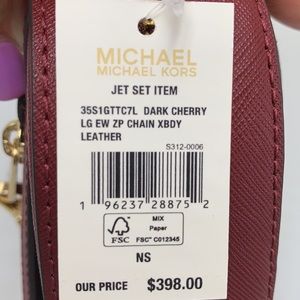 MICHAEL
MICHAEL KORS
JET SET ITEM
35S1GTTC7L DARK CHERRY
LG EW ZP CHAIN XBDY
LEATHER
S312-0006
1 96237 28875 2
FSC
MIX
Paper
FSC™ C012345
NS
OUR PRICE $398.00